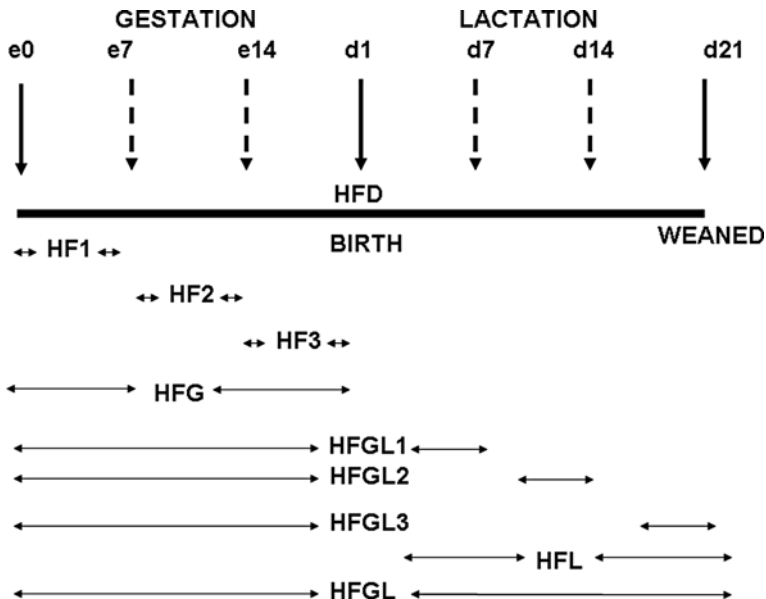 GESTATION LACTATION
e0 e7 e14 d1 d7 d14 d21
HFD
BIRTH WEANED
HF1
HF2
HF3
HFG
HFGL1
HFGL2
HFGL3
HFL
HFGL